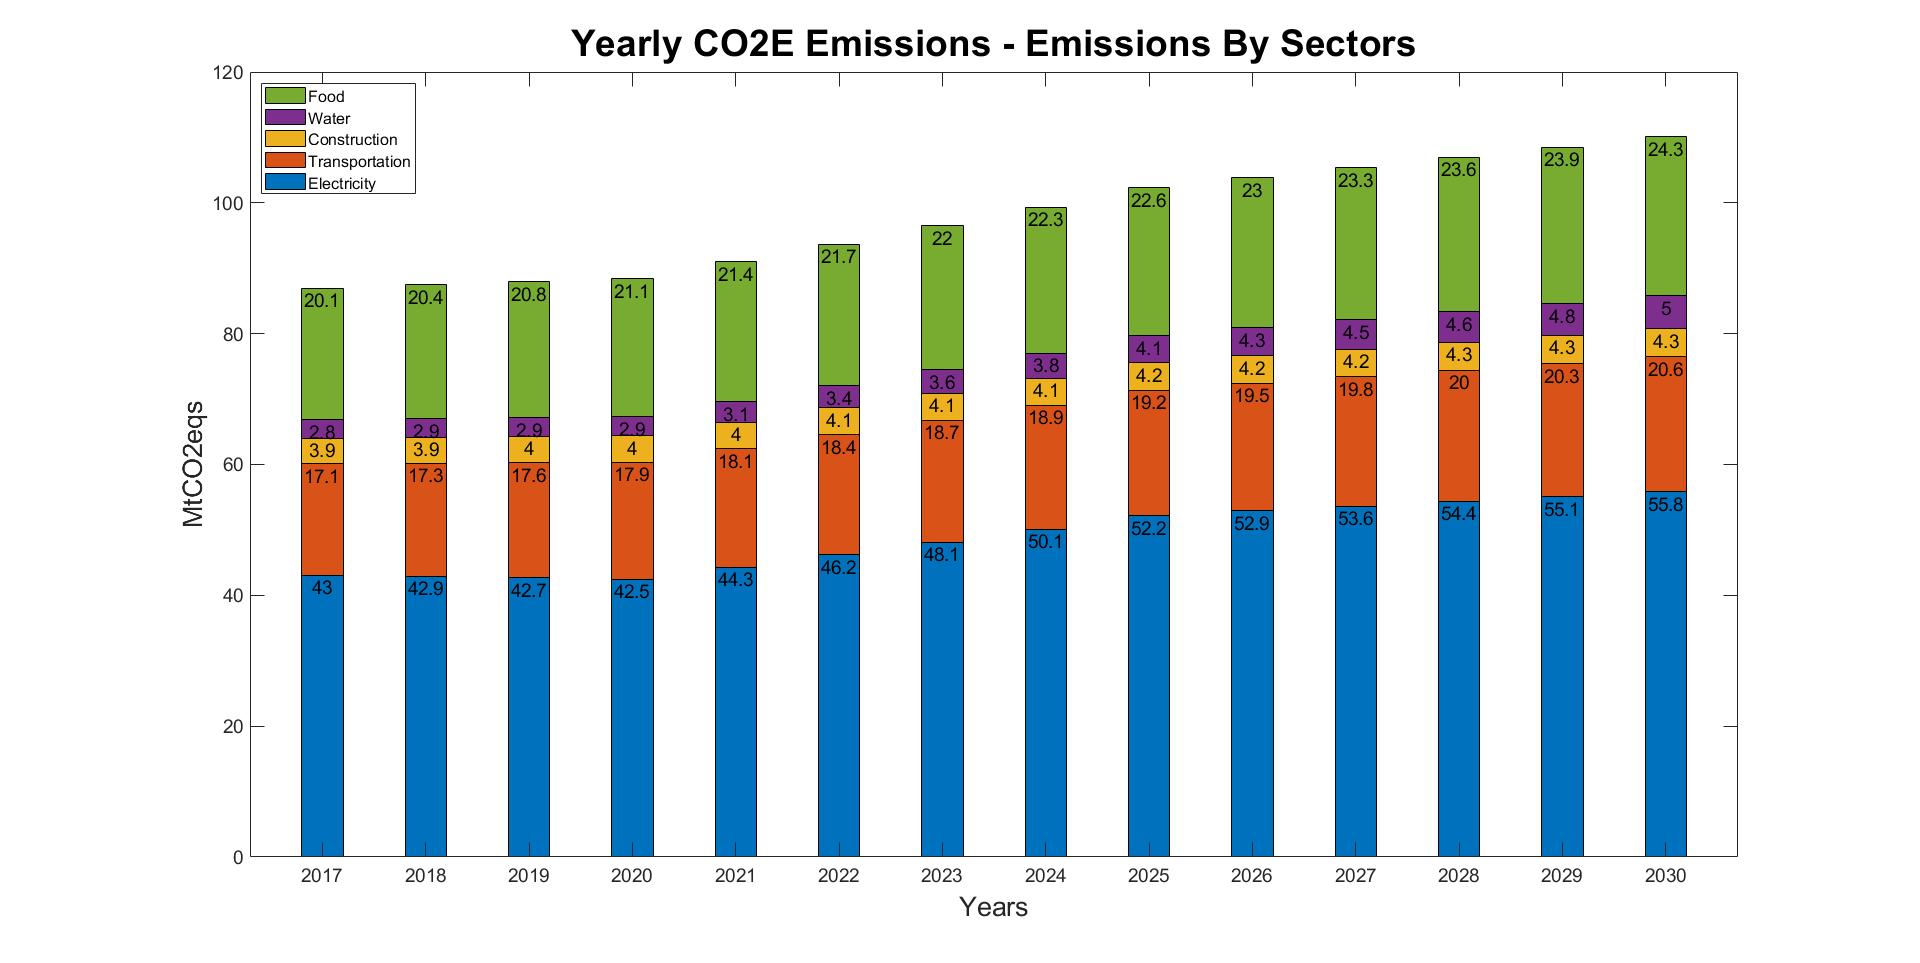 Yearly CO2E Emissions - Emissions By Sectors
MtCO2eqs
120
100
80
60
40
20
0
Food
Water
Construction
Transportation
Electricity
20.1 20.4 20.8 21.1 21.4 21.7 22 22.3 22.6 23 23.3 23.6 23.9 24.3
2.8 2.9 2.9 2.9 3.1 3.4 3.6 3.8 4.1 4.3 4.5 4.6 4.8 5
3.9 3.9 4 4 4 4.1 4.1 4.1 4.2 4.2 4.2 4.3 4.3 4.3
17.1 17.3 17.6 17.9 18.1 18.4 18.7 18.9 19.2 19.5 19.8 20 20.3 20.6
43 42.9 42.7 42.5 44.3 46.2 48.1 50.1 52.2 52.9 53.6 54.4 55.1 55.8
2017 2018 2019 2020 2021 2022 2023 2024 2025 2026 2027 2028 2029 2030
Years